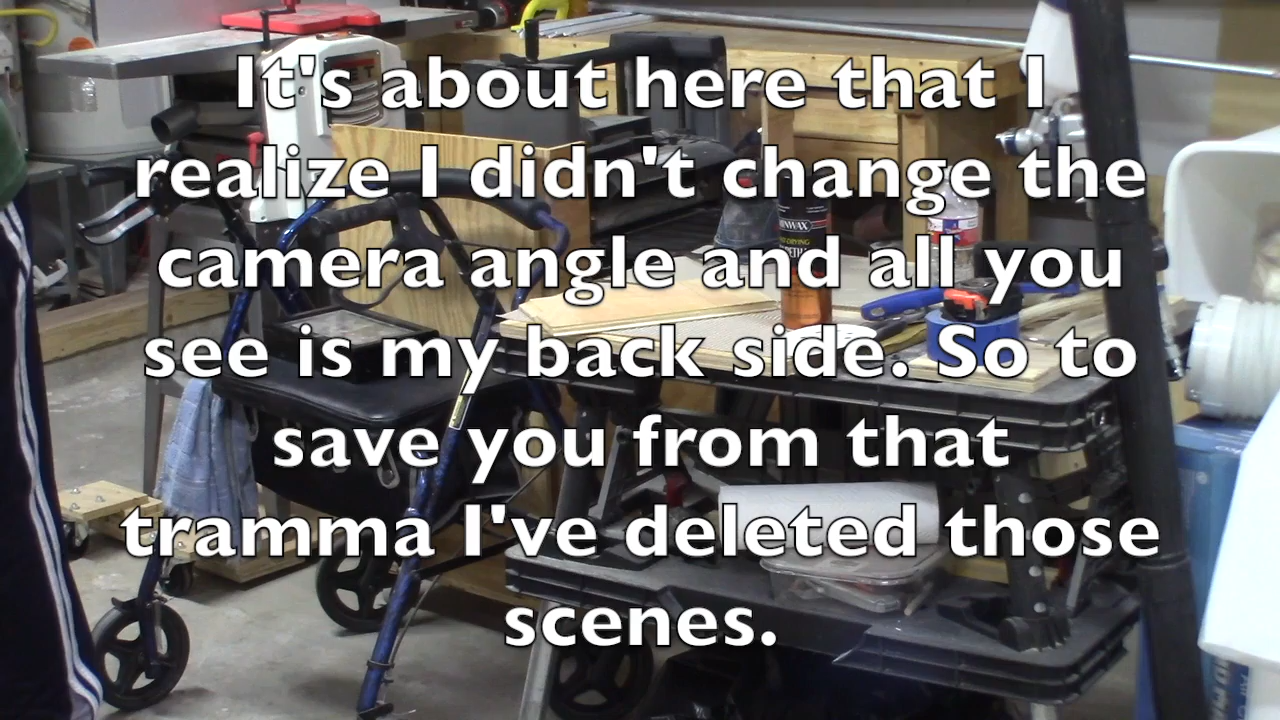 It's about here that I
realize I didn't change the
camera angle and all you
see is my back side. So to
save you from that
tramma I've deleted those
scenes.
MINWAX